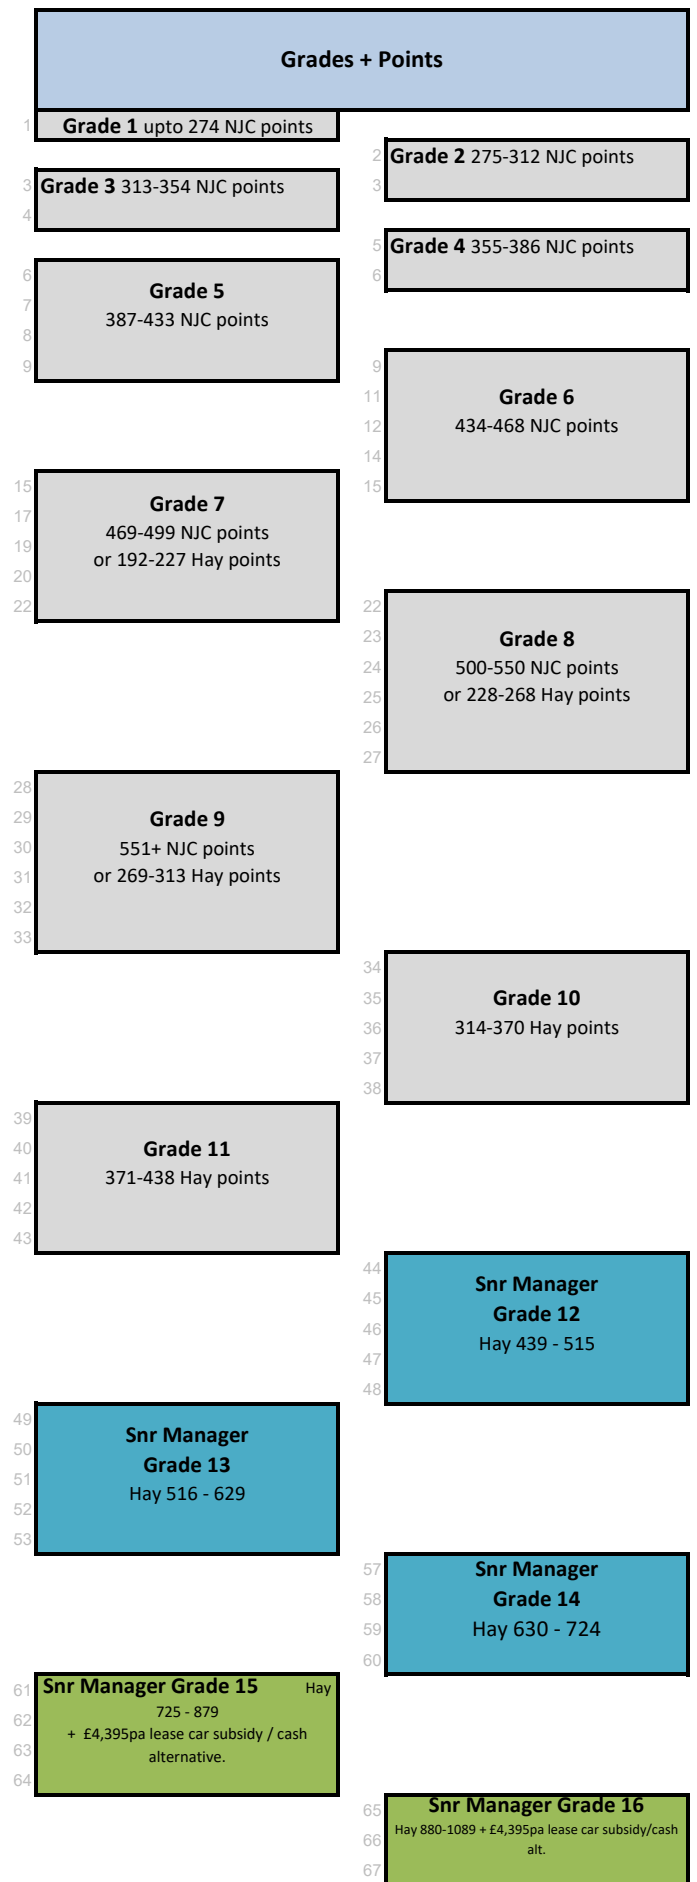 Grades + Points
1
Grade 1 upto 274 NJC points
2
Grade 2 275-312 NJC points
3
3
Grade 3 313-354 NJC points
4
5
Grade 4 355-386 NJC points
6
6
Grade 5
7
387-433 NJC points
8
9
9
11
Grade 6
12
434-468 NJC points
14
15
15
Grade 7
17
469-499 NJC points
19
or 192-227 Hay points
20
22
22
23
Grade 8
24
500-550 NJC points
25
or 228-268 Hay points
26
27
28
29
Grade 9
30
551+ NJC points
31
or 269-313 Hay points
32
33
34
35
Grade 10
36
314-370 Hay points
37
38
39
40
Grade 11
41
371-438 Hay points
42
43
44
Snr Manager
45
Grade 12
46
Hay 439 - 515
47
48
49
Snr Manager
50
Grade 13
51
Hay 516 - 629
52
53
57
Snr Manager
58
Grade 14
59
Hay 630 - 724
60
61
Snr Manager Grade 15 Hay
62
725 - 879
63
+ £4,395pa lease car subsidy / cash
alternative.
64
65
Snr Manager Grade 16
66
Hay 880-1089 + £4,395pa lease car subsidy/cash
alt.
67